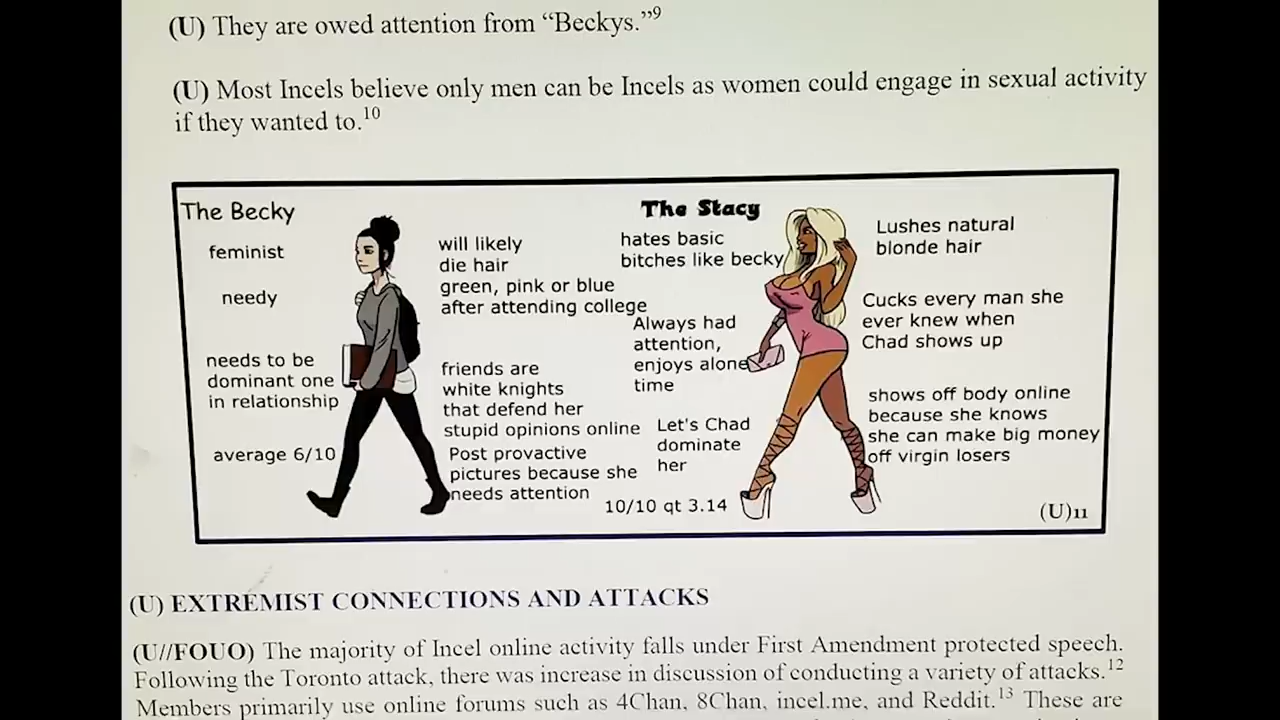 (U) They are owed attention from “Beckys.”9
(U) Most Incels believe only men can be Incels as women could engage in sexual activity
if they wanted to.10
The Becky
feminist
needy
needs to be
dominant one
in relationship
average 6/10
will likely
die hair
green, pink or blue
after attending college
friends are
white knights
that defend her
stupid opinions online
Post provactive
pictures because she
needs attention
The Stacy
hates basic
bitches like becky
Always had
attention,
enjoys alone
time
Let's Chad
dominate
her
10/10 qt 3.14
Lushes natural
blonde hair
Cucks every man she
ever knew when
Chad shows up
shows off body online
because she knows
she can make big money
off virgin losers
(U)11
(U) EXTREMIST CONNECTIONS AND ATTACKS
(U//FOUO) The majority of Incel online activity falls under First Amendment protected speech.
Following the Toronto attack, there was increase in discussion of conducting a variety of attacks.12
Members primarily use online forums such as 4Chan, 8Chan, incel.me, and Reddit.13 These are